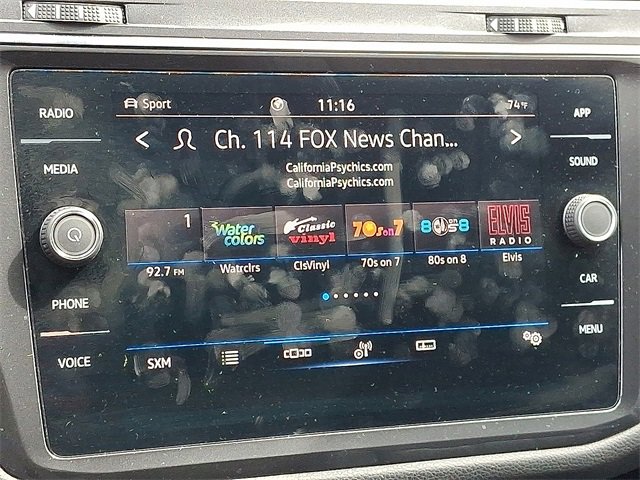 RADIO
MEDIA
PHONE
VOICE
Sport 11:16 74°F
Ch. 114 FOX News Chan...
CaliforniaPsychics.com
CaliforniaPsychics.com
1
92.7 FM
Water colors
Watrclrs
Classic vinyl
ClsVinyl
70s on 7
70s on 7
80s on 8
80s on 8
ELVIS RADIO
Elvis
SXM
APP
SOUND
CAR
MENU